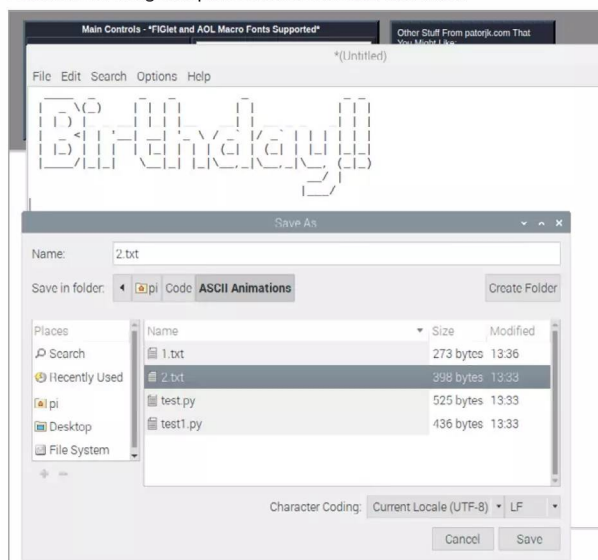 Main Controls - *FIGlet and AOL Macro Fonts Supported*
Other Stuff From patorjk.com That
You Might Like:
*(Untitled)
File Edit Search Options Help
Birthday!!
Save As
Name: 2.txt
Save in folder: pi Code ASCII Animations Create Folder
Places Name Size Modified
Search 1.txt 273 bytes 13:36
Recently Used 2.txt 398 bytes 13:33
pi test.py 525 bytes 13:33
Desktop test1.py 436 bytes 13:33
File System
Character Coding: Current Locale (UTF-8) LF
Cancel Save